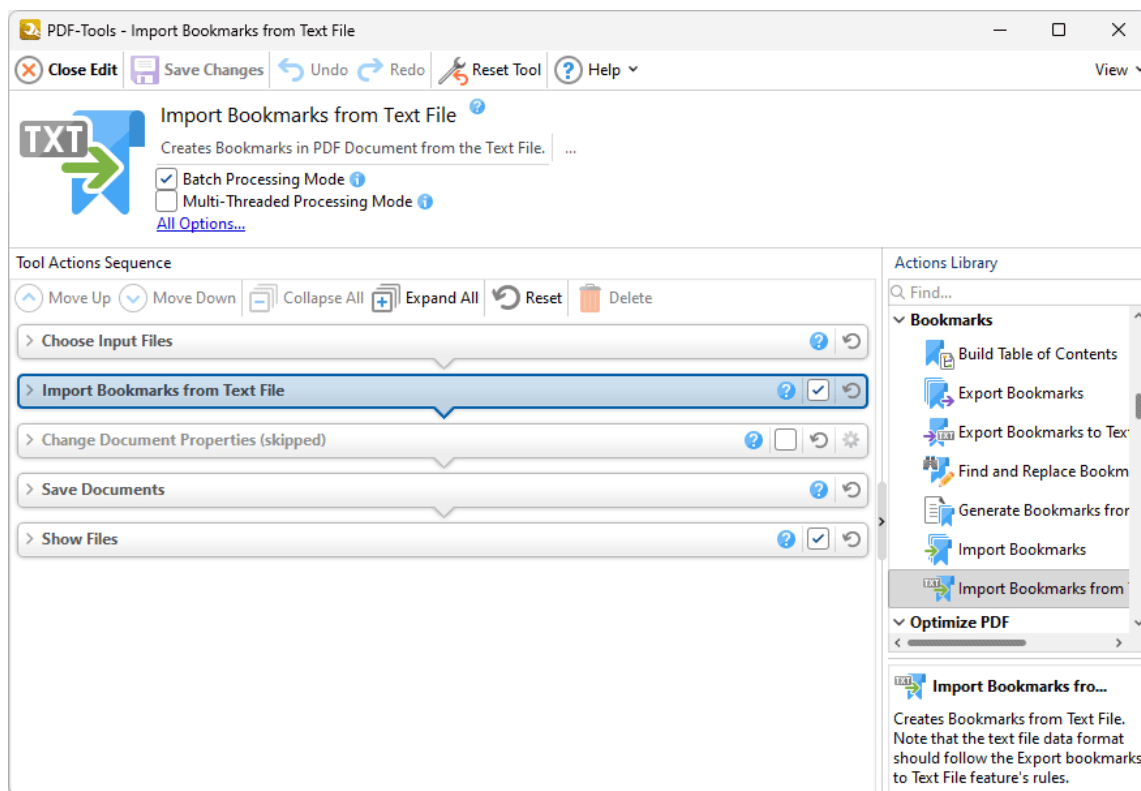 PDF-Tools - Import Bookmarks from Text File
Close Edit Save Changes Undo Redo Reset Tool ? Help View
TXT
Import Bookmarks from Text File ?
Creates Bookmarks in PDF Document from the Text File. ...
Batch Processing Mode i
Multi-Threaded Processing Mode i
All Options...
Tool Actions Sequence
Move Up Move Down Collapse All Expand All Reset Delete
Choose Input Files ?
Import Bookmarks from Text File ?
Change Document Properties (skipped) ?
Save Documents ?
Show Files ?
Actions Library
Find...
Bookmarks
Build Table of Contents
Export Bookmarks
TXT Export Bookmarks to Tex
Find and Replace Bookm
Generate Bookmarks from
Import Bookmarks
TXT Import Bookmarks from
Optimize PDF
TXT Import Bookmarks fro...
Creates Bookmarks from Text File.
Note that the text file data format
should follow the Export bookmarks
to Text File feature's rules.